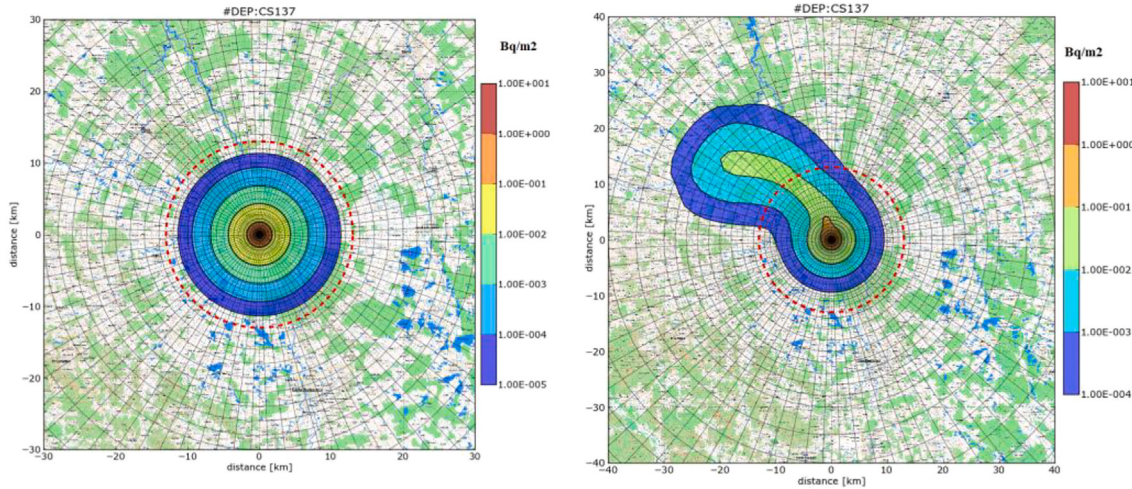 #DEP:CS137
Bq/m2
30
20
10
0
−10
−20
−30
distance [km]
−30
−20
−10
0
10
20
30
distance [km]
1.00E+001
1.00E+000
1.00E-001
1.00E-002
1.00E-003
1.00E-004
1.00E-005
#DEP:CS137
Bq/m2
40
30
20
10
0
−10
−20
−30
−40
distance [km]
−40
−30
−20
−10
0
10
20
30
40
distance [km]
1.00E+001
1.00E+000
1.00E-001
1.00E-002
1.00E-003
1.00E-004